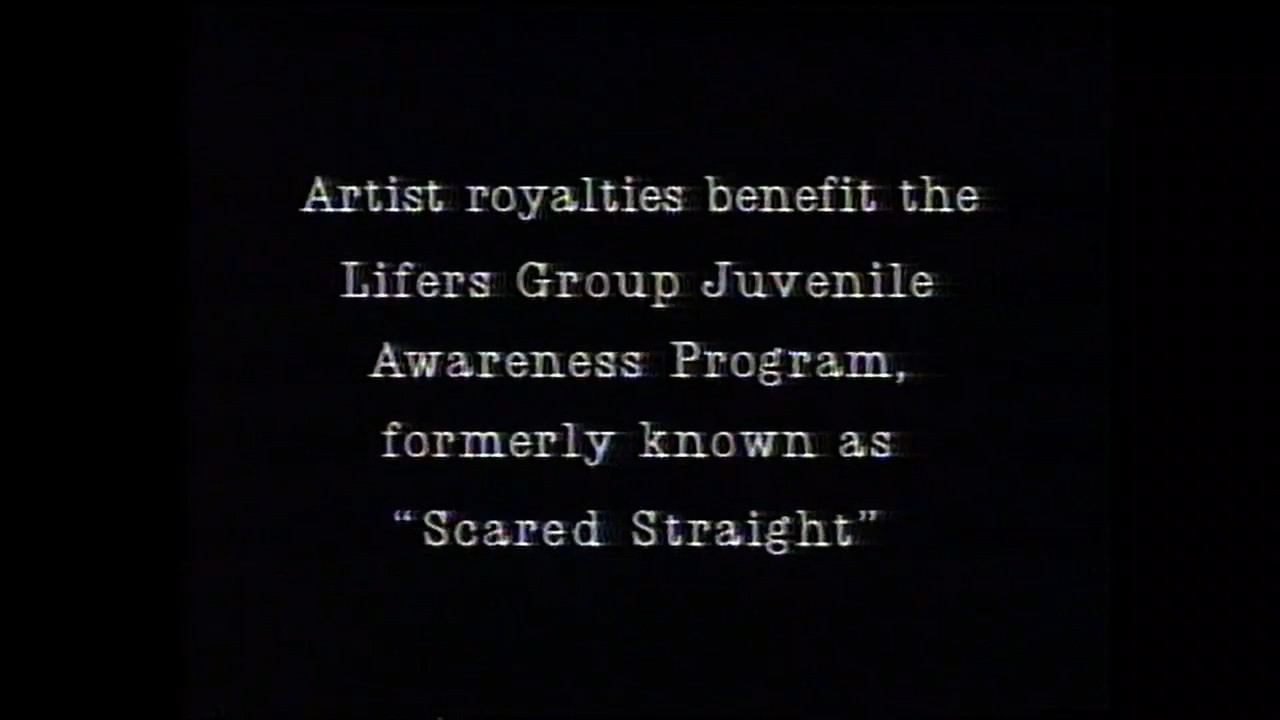 Artist royalties benefit the
Lifers Group Juvenile
Awareness Program,
formerly known as
“Scared Straight”